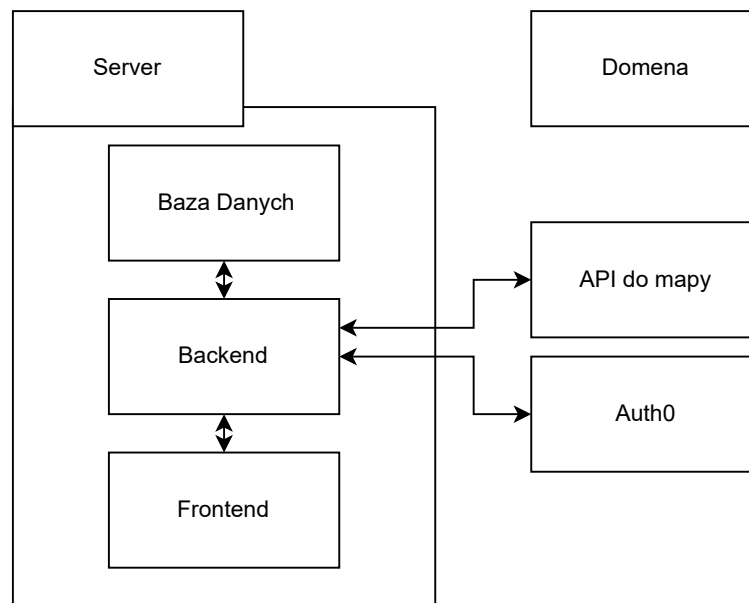 Server
Domena
Baza Danych
API do mapy
Backend
Auth0
Frontend